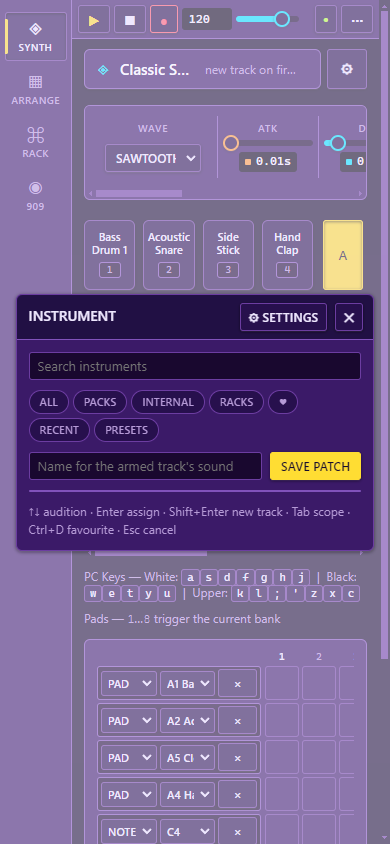 120
SYNTH
ARRANGE
RACK
909
Classic S... new track on fir...
WAVE ATK D
SAWTOOTH 0.01s 0
Bass Drum 1
1
Acoustic Snare
2
Side Stick
3
Hand Clap
4
A
INSTRUMENT SETTINGS ✕
Search instruments
ALL PACKS INTERNAL RACKS ♥
RECENT PRESETS
Name for the armed track's sound SAVE PATCH
↑↓ audition · Enter assign · Shift+Enter new track · Tab scope ·
Ctrl+D favourite · Esc cancel
PC Keys — White: a s d f g h j | Black:
w e t y u | Upper: k l ; ' z x c
Pads — 1…8 trigger the current bank
1 2
PAD A1 Ba ×
PAD A2 Ac ×
PAD A5 Cl ×
PAD A4 Ha ×
NOTE C4 ×